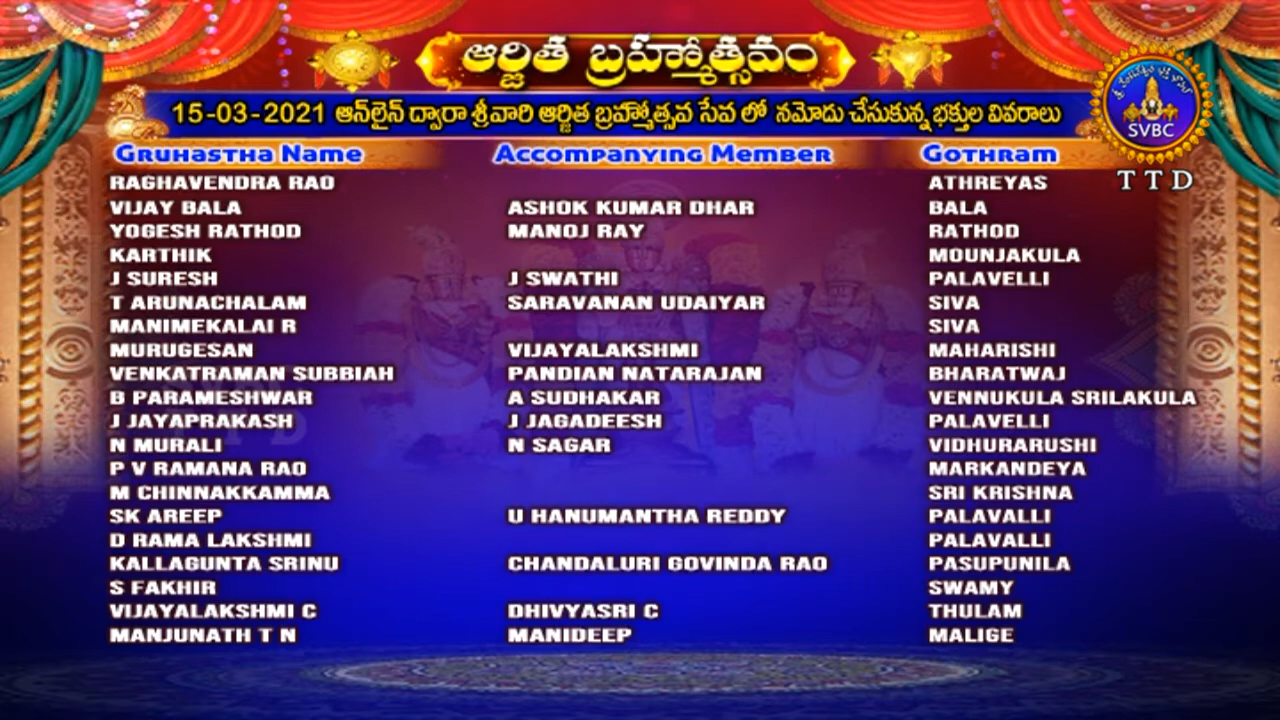 ఆర్జిత బ్రహ్మోత్సవం
15-03-2021 ఆన్‌లైన్ ద్వారా శ్రీవారి ఆర్జిత బ్రహ్మోత్సవ సేవ లో నమోదు చేసుకున్న భక్తుల వివరాలు
SVBC
TTD
Gruhastha Name Accompanying Member Gothram
RAGHAVENDRA RAO ATHREYAS
VIJAY BALA ASHOK KUMAR DHAR BALA
YOGESH RATHOD MANOJ RAY RATHOD
KARTHIK MOUNJAKULA
J SURESH J SWATHI PALAVELLI
T ARUNACHALAM SARAVANAN UDAIYAR SIVA
MANIMEKALAI R SIVA
MURUGESAN VIJAYALAKSHMI MAHARISHI
VENKATRAMAN SUBBIAH PANDIAN NATARAJAN BHARATWAJ
B PARAMESHWAR A SUDHAKAR VENNUKULA SRILAKULA
J JAYAPRAKASH J JAGADEESH PALAVELLI
N MURALI N SAGAR VIDHURARUSHI
P V RAMANA RAO MARKANDEYA
M CHINNAKKAMMA SRI KRISHNA
SK AREEP U HANUMANTHA REDDY PALAVALLI
D RAMA LAKSHMI PALAVALLI
KALLAGUNTA SRINU CHANDALURI GOVINDA RAO PASUPUNILA
S FAKHIR SWAMY
VIJAYALAKSHMI C DHIVYASRI C THULAM
MANJUNATH T N MANIDEEP MALIGE